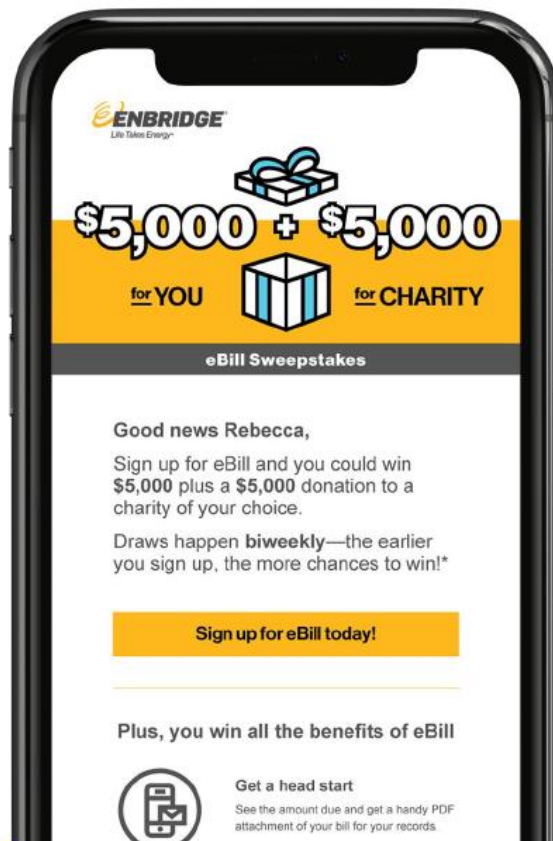 ENBRIDGE
Life Takes Energy
$5,000 + $5,000
for YOU for CHARITY
eBill Sweepstakes
Good news Rebecca,
Sign up for eBill and you could win
$5,000 plus a $5,000 donation to a
charity of your choice.
Draws happen biweekly—the earlier
you sign up, the more chances to win!*
Sign up for eBill today!
Plus, you win all the benefits of eBill
Get a head start
See the amount due and get a handy PDF
attachment of your bill for your records.